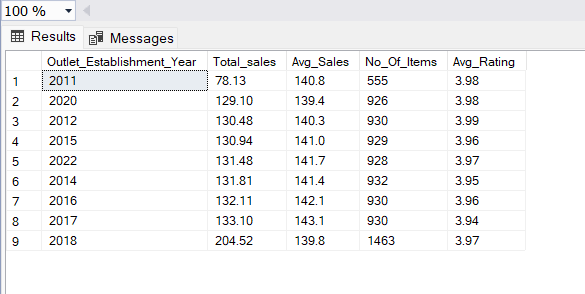 100 %
Results Messages
Outlet_Establishment_Year Total_sales Avg_Sales No_Of_Items Avg_Rating
1 2011 78.13 140.8 555 3.98
2 2020 129.10 139.4 926 3.98
3 2012 130.48 140.3 930 3.99
4 2015 130.94 141.0 929 3.96
5 2022 131.48 141.7 928 3.97
6 2014 131.81 141.4 932 3.95
7 2016 132.11 142.1 930 3.96
8 2017 133.10 143.1 930 3.94
9 2018 204.52 139.8 1463 3.97